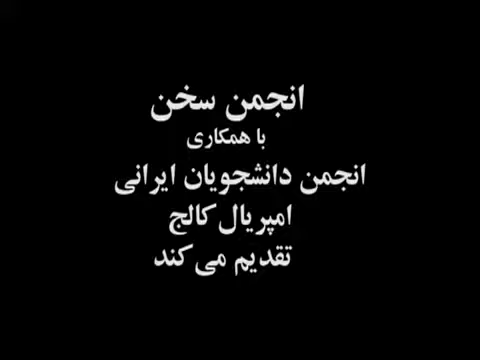 انجمن سخن
با همکاری
انجمن دانشجویان ایرانی
امپریال کالج
تقدیم می کند